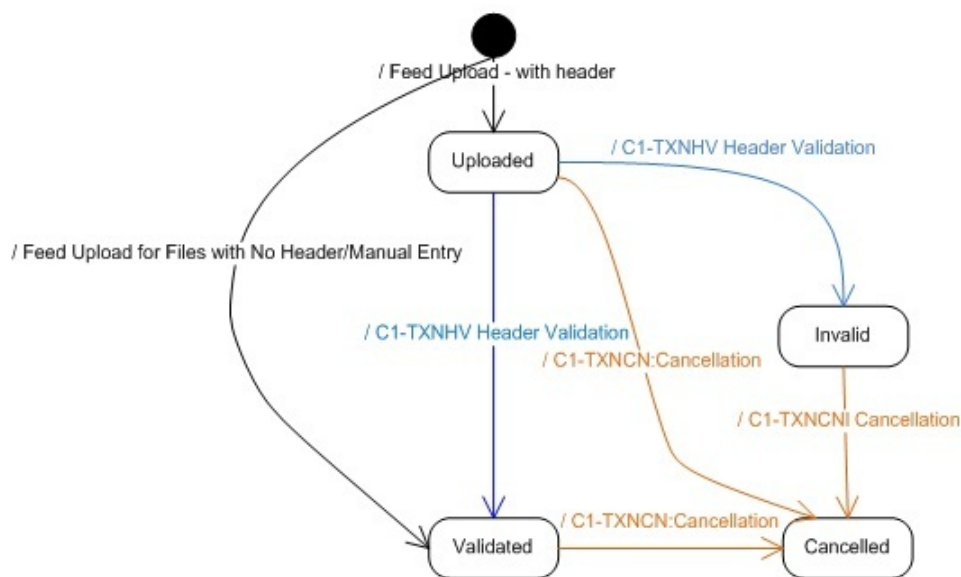 / Feed Upload - with header
Uploaded
/ C1-TXNHV Header Validation
/ Feed Upload for Files with No Header/Manual Entry
/ C1-TXNHV Header Validation
Invalid
/ C1-TXNCN:Cancellation
/ C1-TXNCNI Cancellation
/ C1-TXNCN:Cancellation
Validated
Cancelled